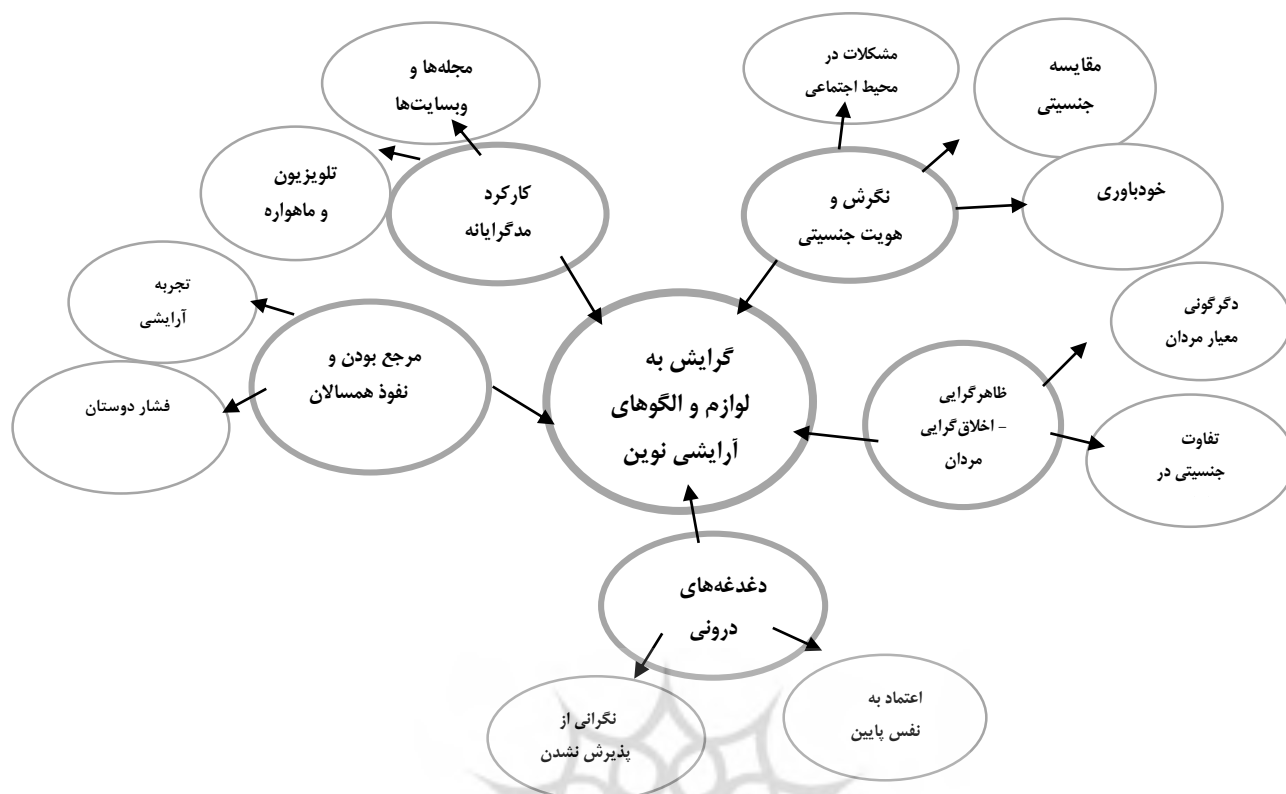 مشکلات در
محیط اجتماعی
مقایسه
جنسیتی
مجله‌ها و
وبسایت‌ها
تلویزیون
و ماهواره
کارکرد
مدگرایانه
نگرش و
هویت جنسیتی
خودباوری
تجربه
آرایشی
دگرگونی
معیار مردان
مرجع بودن و
نفوذ همسالان
گرایش به
لوازم و الگوهای
آرایشی نوین
ظاهرگرایی
- اخلاق‌گرایی
مردان
فشار دوستان
تفاوت
جنسیتی در
دغدغه‌های
درونی
اعتماد به
نفس پایین
نگرانی از
پذیرش نشدن